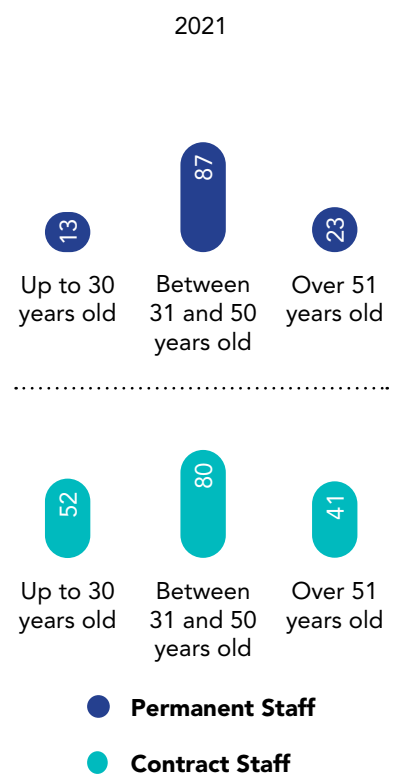 2021
13
87
23
Up to 30
years old
Between
31 and 50
years old
Over 51
years old
52
80
41
Up to 30
years old
Between
31 and 50
years old
Over 51
years old
Permanent Staff
Contract Staff